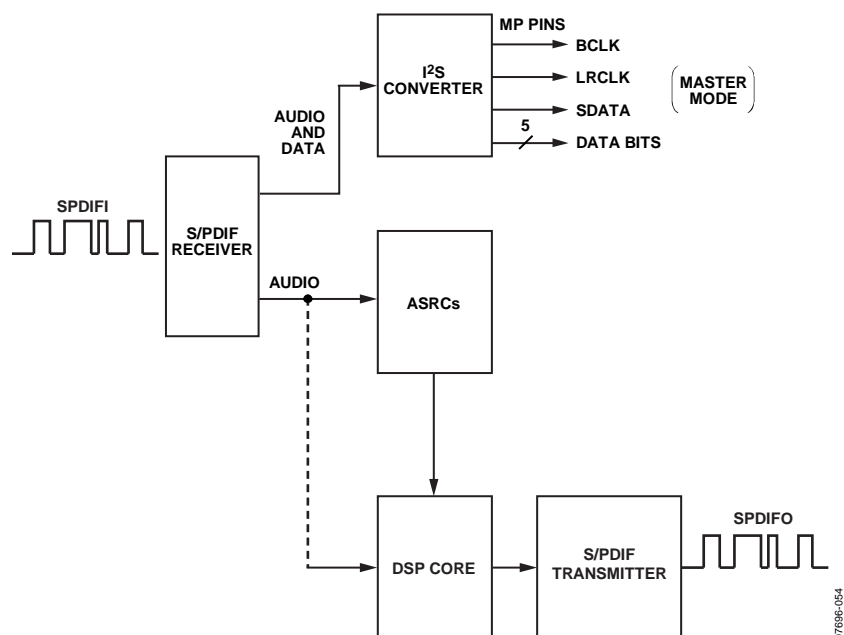 MP PINS
BCLK
I²S
CONVERTER
LRCLK
(MASTER
MODE)
SDATA
5
DATA BITS
AUDIO
AND
DATA
SPDIFI
S/PDIF
RECEIVER
AUDIO
ASRCs
DSP CORE
S/PDIF
TRANSMITTER
SPDIFO
07696-054